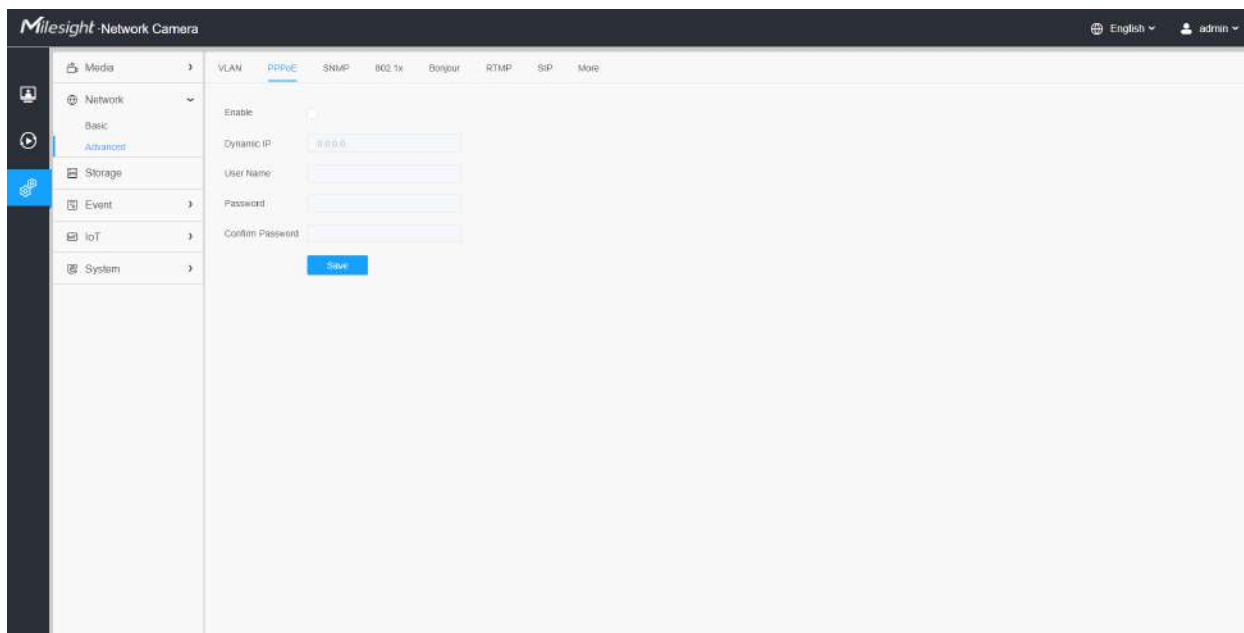 Milesight -Network Camera
English
admin
Media
Network
Basic
Advanced
Storage
Event
IoT
System
VLAN PPPoE SNMP 802.1x Bonjour RTMP SIP More
Enable
Dynamic IP 0.0.0.0
User Name
Password
Confirm Password
Save